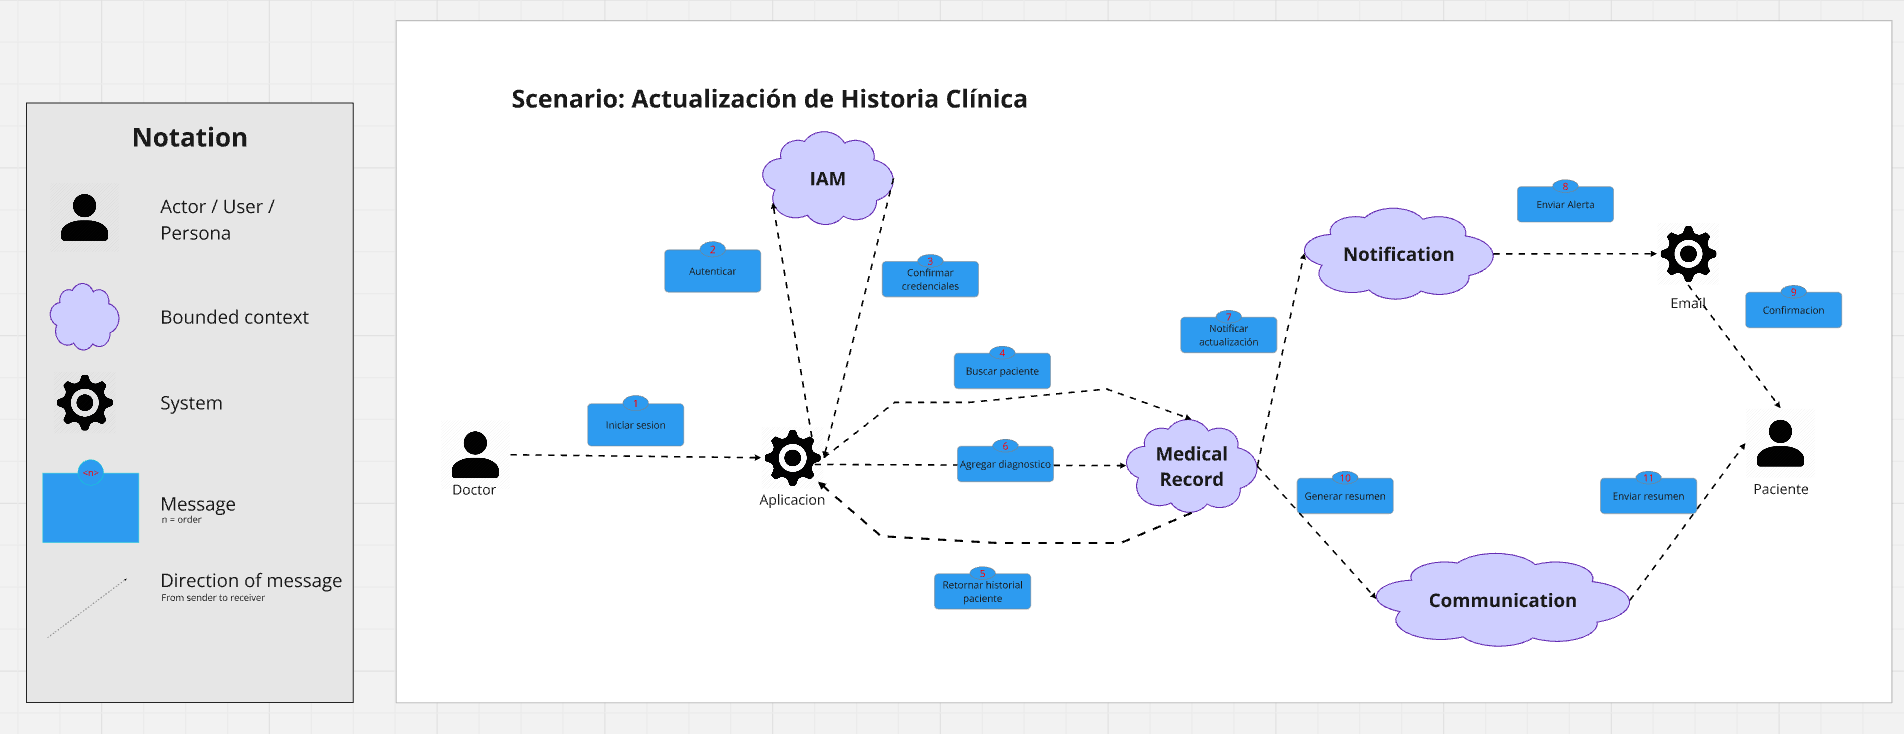 Notation
Actor / User /
Persona
Bounded context
System
<n>
Message
n = order
Direction of message
From sender to receiver
Scenario: Actualización de Historia Clínica
IAM
2
Autenticar
3
Confirmar
credenciales
1
Iniciar sesion
Doctor
Aplicacion
4
Buscar paciente
6
Agregar diagnostico
5
Retornar historial
paciente
Medical
Record
7
Notificar
actualización
Notification
8
Enviar Alerta
Email
9
Confirmacion
10
Generar resumen
Communication
11
Enviar resumen
Paciente